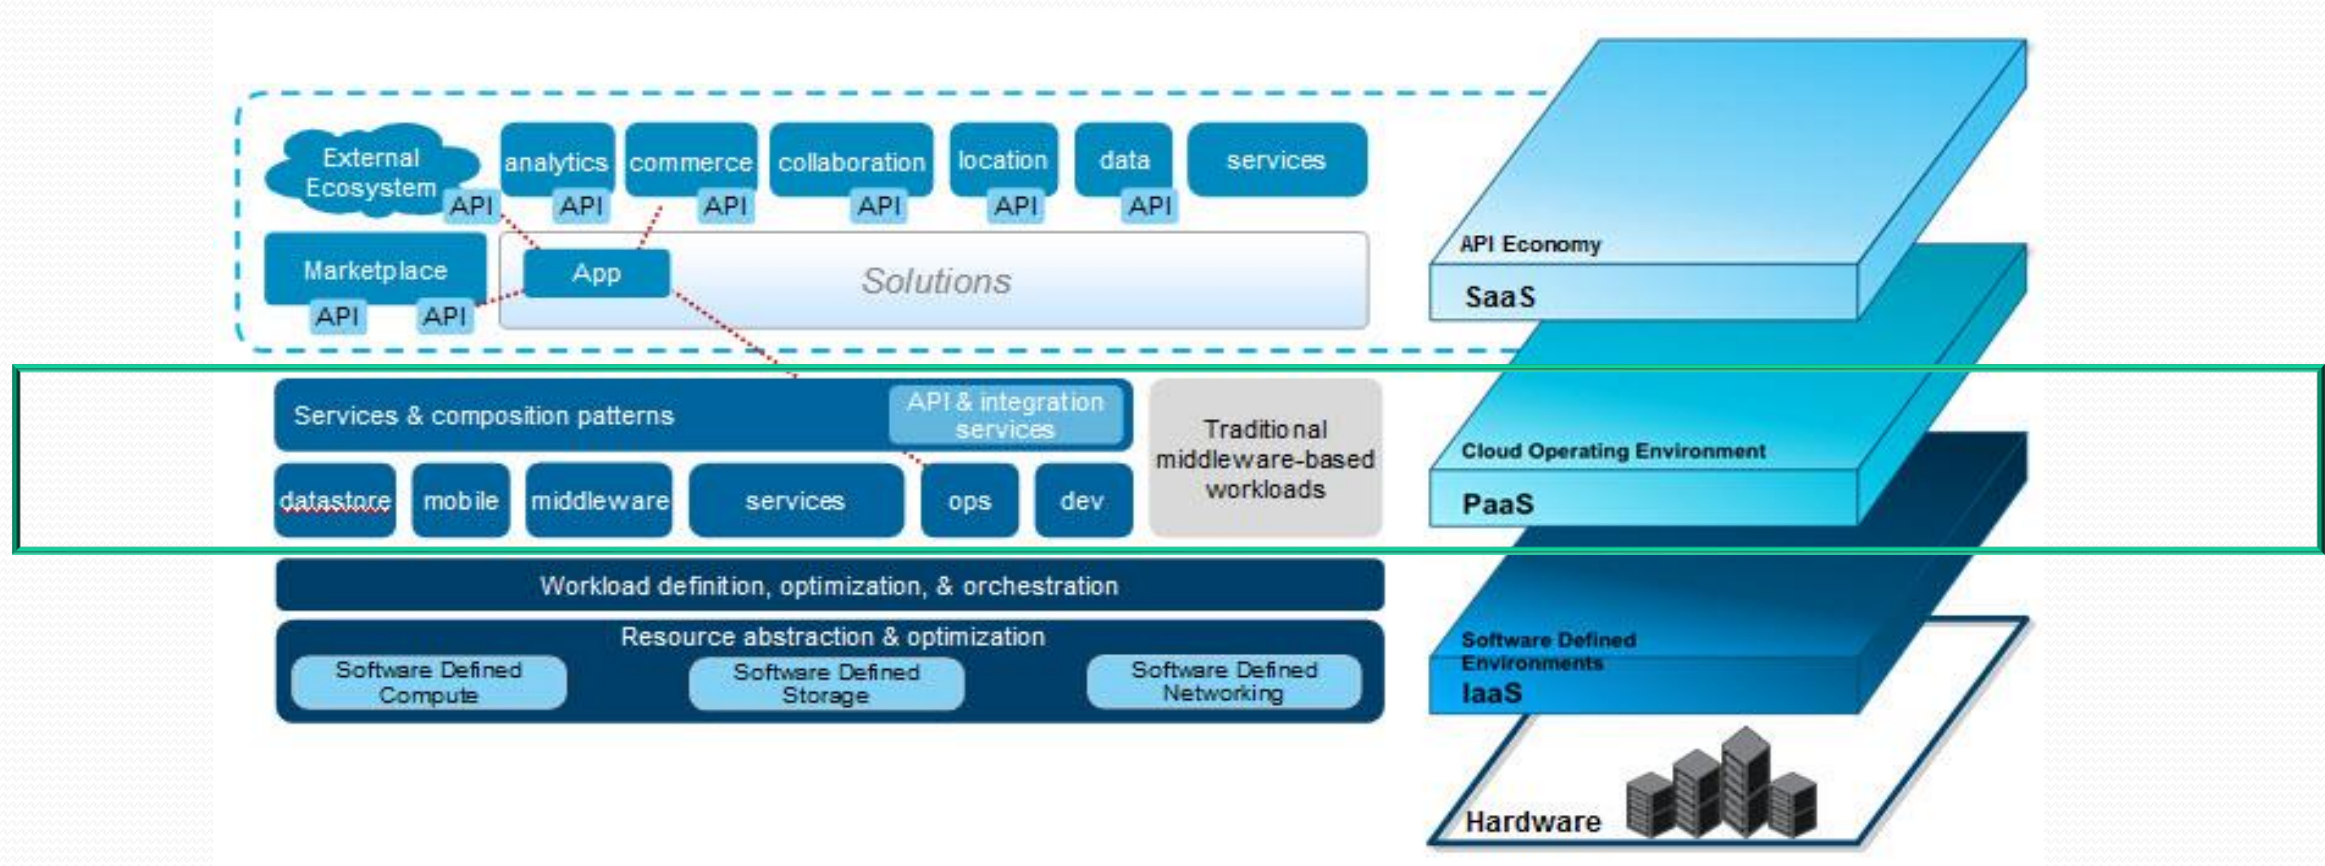 External
Ecosystem
API
analytics
API
commerce
API
collaboration
API
location
API
data
API
services
Marketplace
API
API
App
Solutions
API Economy
SaaS
Services & composition patterns
API & integration
services
Traditional
middleware-based
workloads
datastore
mobile
middleware
services
ops
dev
Cloud Operating Environment
PaaS
Workload definition, optimization, & orchestration
Resource abstraction & optimization
Software Defined
Compute
Software Defined
Storage
Software Defined
Networking
Software Defined
Environments
IaaS
Hardware